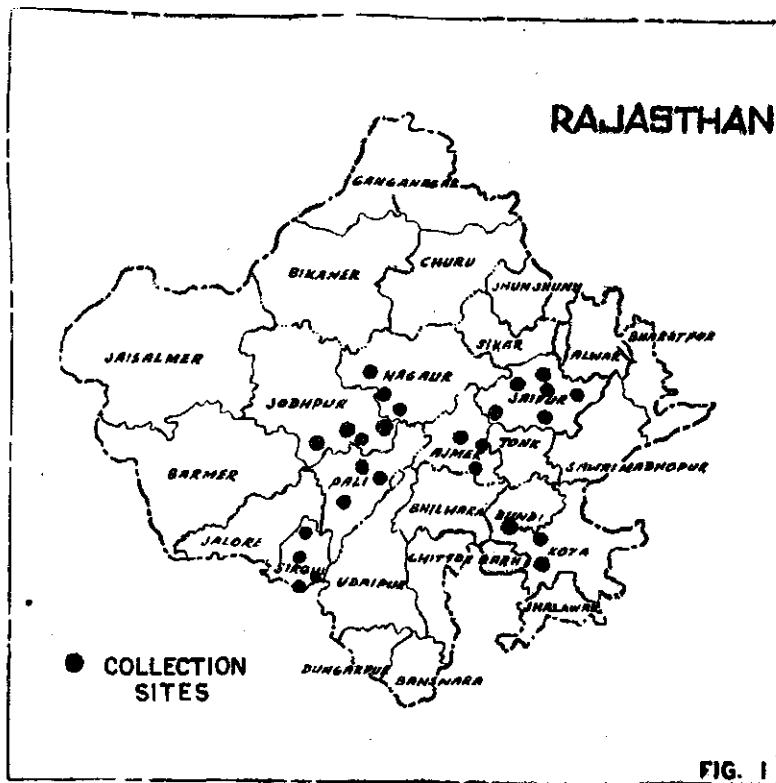 RAJASTHAN
GANGANAGAR
BIKANER
CHURU
JHUNJHUNU
SIKAR
ALWAR
BHARATPUR
JAISALMER
NAGAUR
JODHPUR
JAIPUR
AJMER
TONK
SAWAIMADHOPUR
BARMER
PALI
BHILWARA
BUNDI
JALORE
SIROHI
UDAIPUR
CHITTORGARH
KOTA
JHALAWAR
COLLECTION
SITES
DUNGARPUR
BANSWARA
FIG. 1